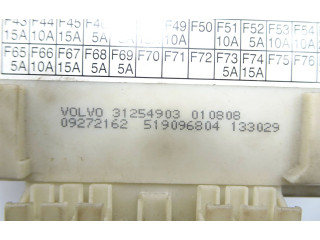 F43 F44 F45 F46 F49 F50 F51 F52 F53 F54
15A 10A 10A 10A 5A 10A 10A
F65 F66 F67 F68 F69 F70 F71 F72 F73 F74 F75 F76
5A 10A 15A 5A 5A 5A 5A 15A
VOLVO 31254903 010808
09272162 519096804 133029